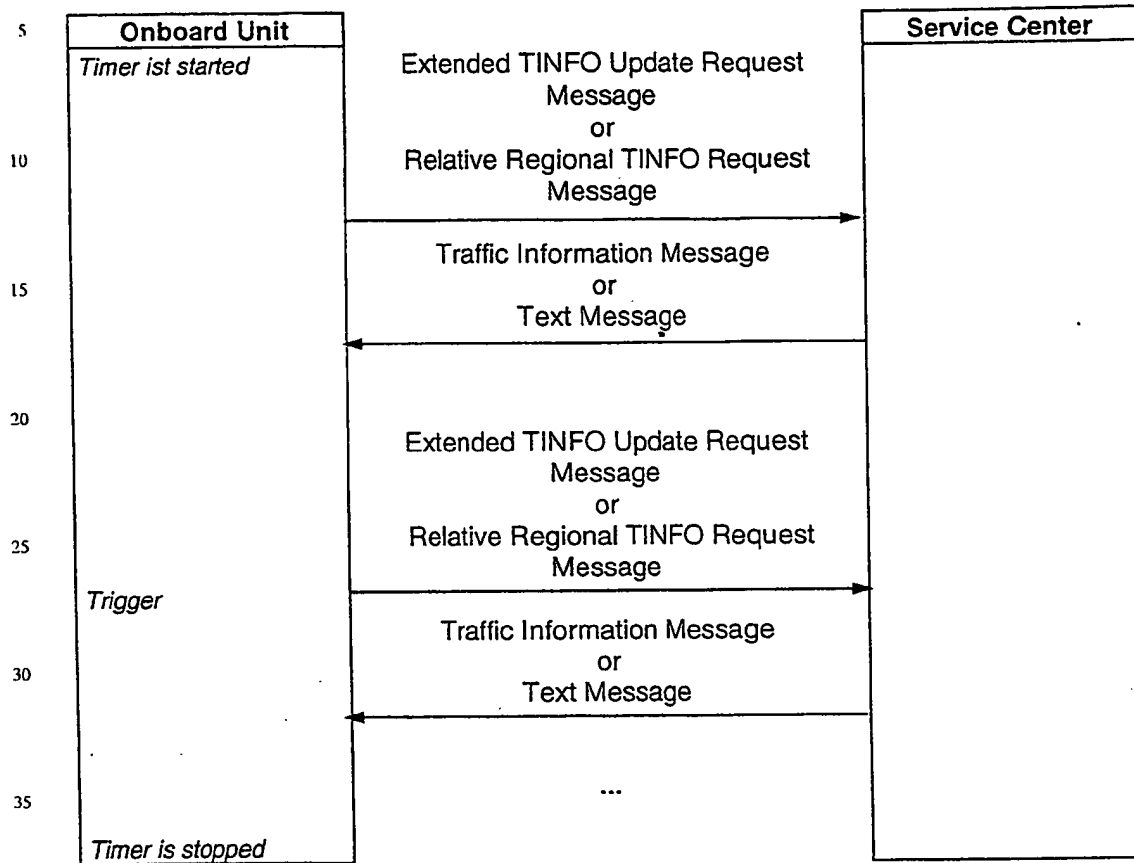 5
Onboard Unit
Service Center
Timer ist started
Extended TINFO Update Request
Message
or
10
Relative Regional TINFO Request
Message
Traffic Information Message
15
or
Text Message
20
Extended TINFO Update Request
Message
or
25
Relative Regional TINFO Request
Message
Trigger
Traffic Information Message
or
30
Text Message
...
35
Timer is stopped